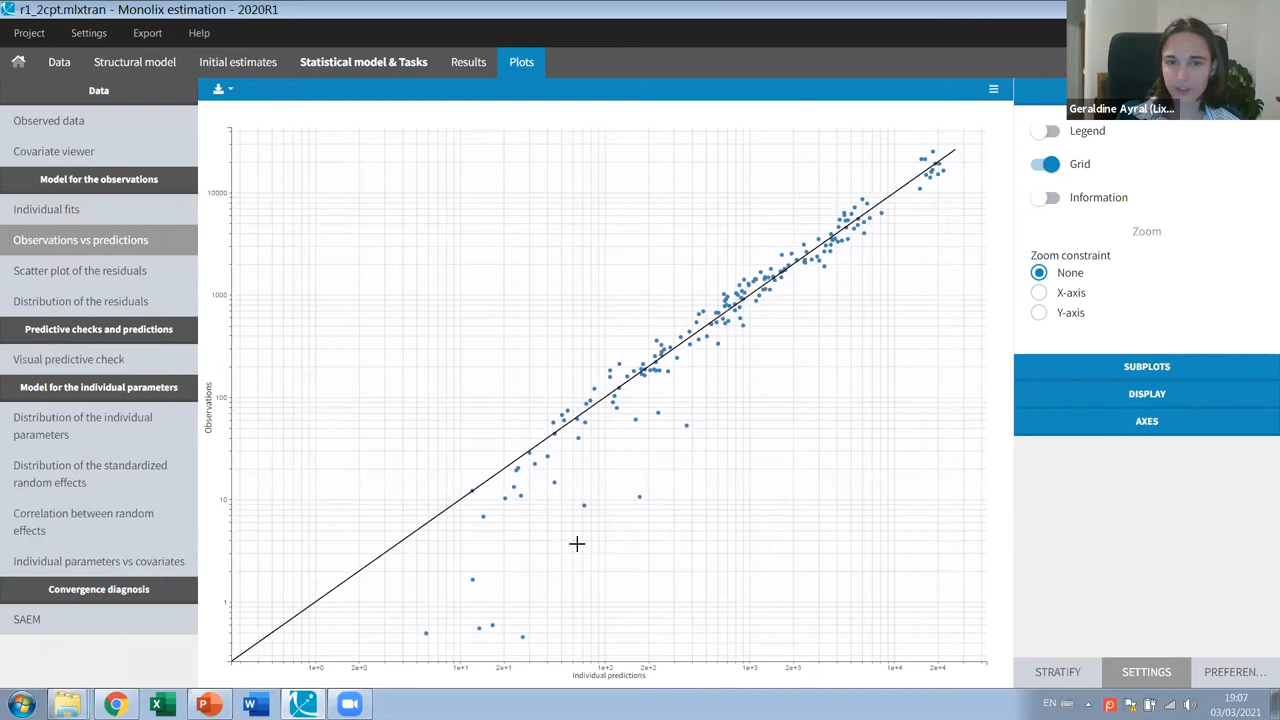 r1_2cpt.mlxtran - Monolix estimation - 2020R1
Project Settings Export Help
Data Structural model Initial estimates Statistical model & Tasks Results Plots
Data
Observed data
Covariate viewer
Model for the observations
Individual fits
Observations vs predictions
Scatter plot of the residuals
Distribution of the residuals
Predictive checks and predictions
Visual predictive check
Model for the individual parameters
Distribution of the individual
parameters
Distribution of the standardized
random effects
Correlation between random
effects
Individual parameters vs covariates
Convergence diagnosis
SAEM
10000
1000
100
10
1
Observations
1e+0 2e+0 1e+1 2e+1 1e+2 2e+2 1e+3 2e+3 1e+4 2e+4
Individual predictions
Geraldine Ayral (Lix...
Legend
Grid
Information
Zoom
Zoom constraint
None
X-axis
Y-axis
SUBPLOTS
DISPLAY
AXES
STRATIFY SETTINGS PREFEREN...
EN
19:07
03/03/2021